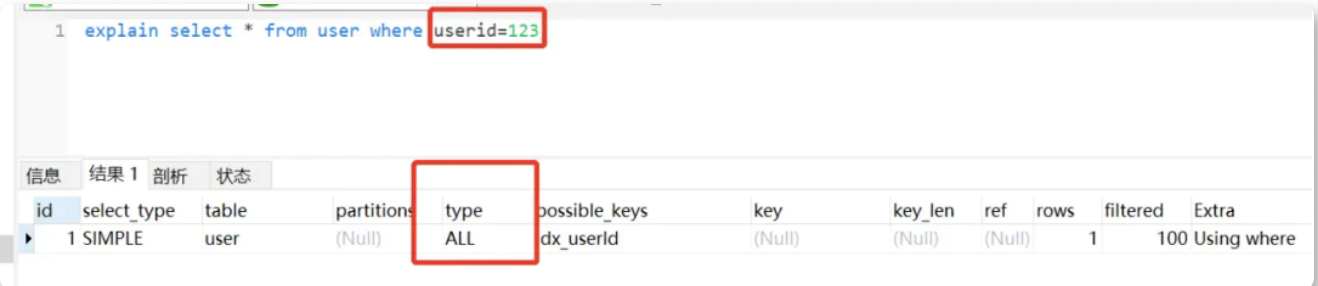 1 explain select * from user where userid=123
信息 结果 1 剖析 状态
id select_type table partitions type possible_keys key key_len ref rows filtered Extra
1 SIMPLE user (Null) ALL idx_userId (Null) (Null) (Null) 1 100 Using where